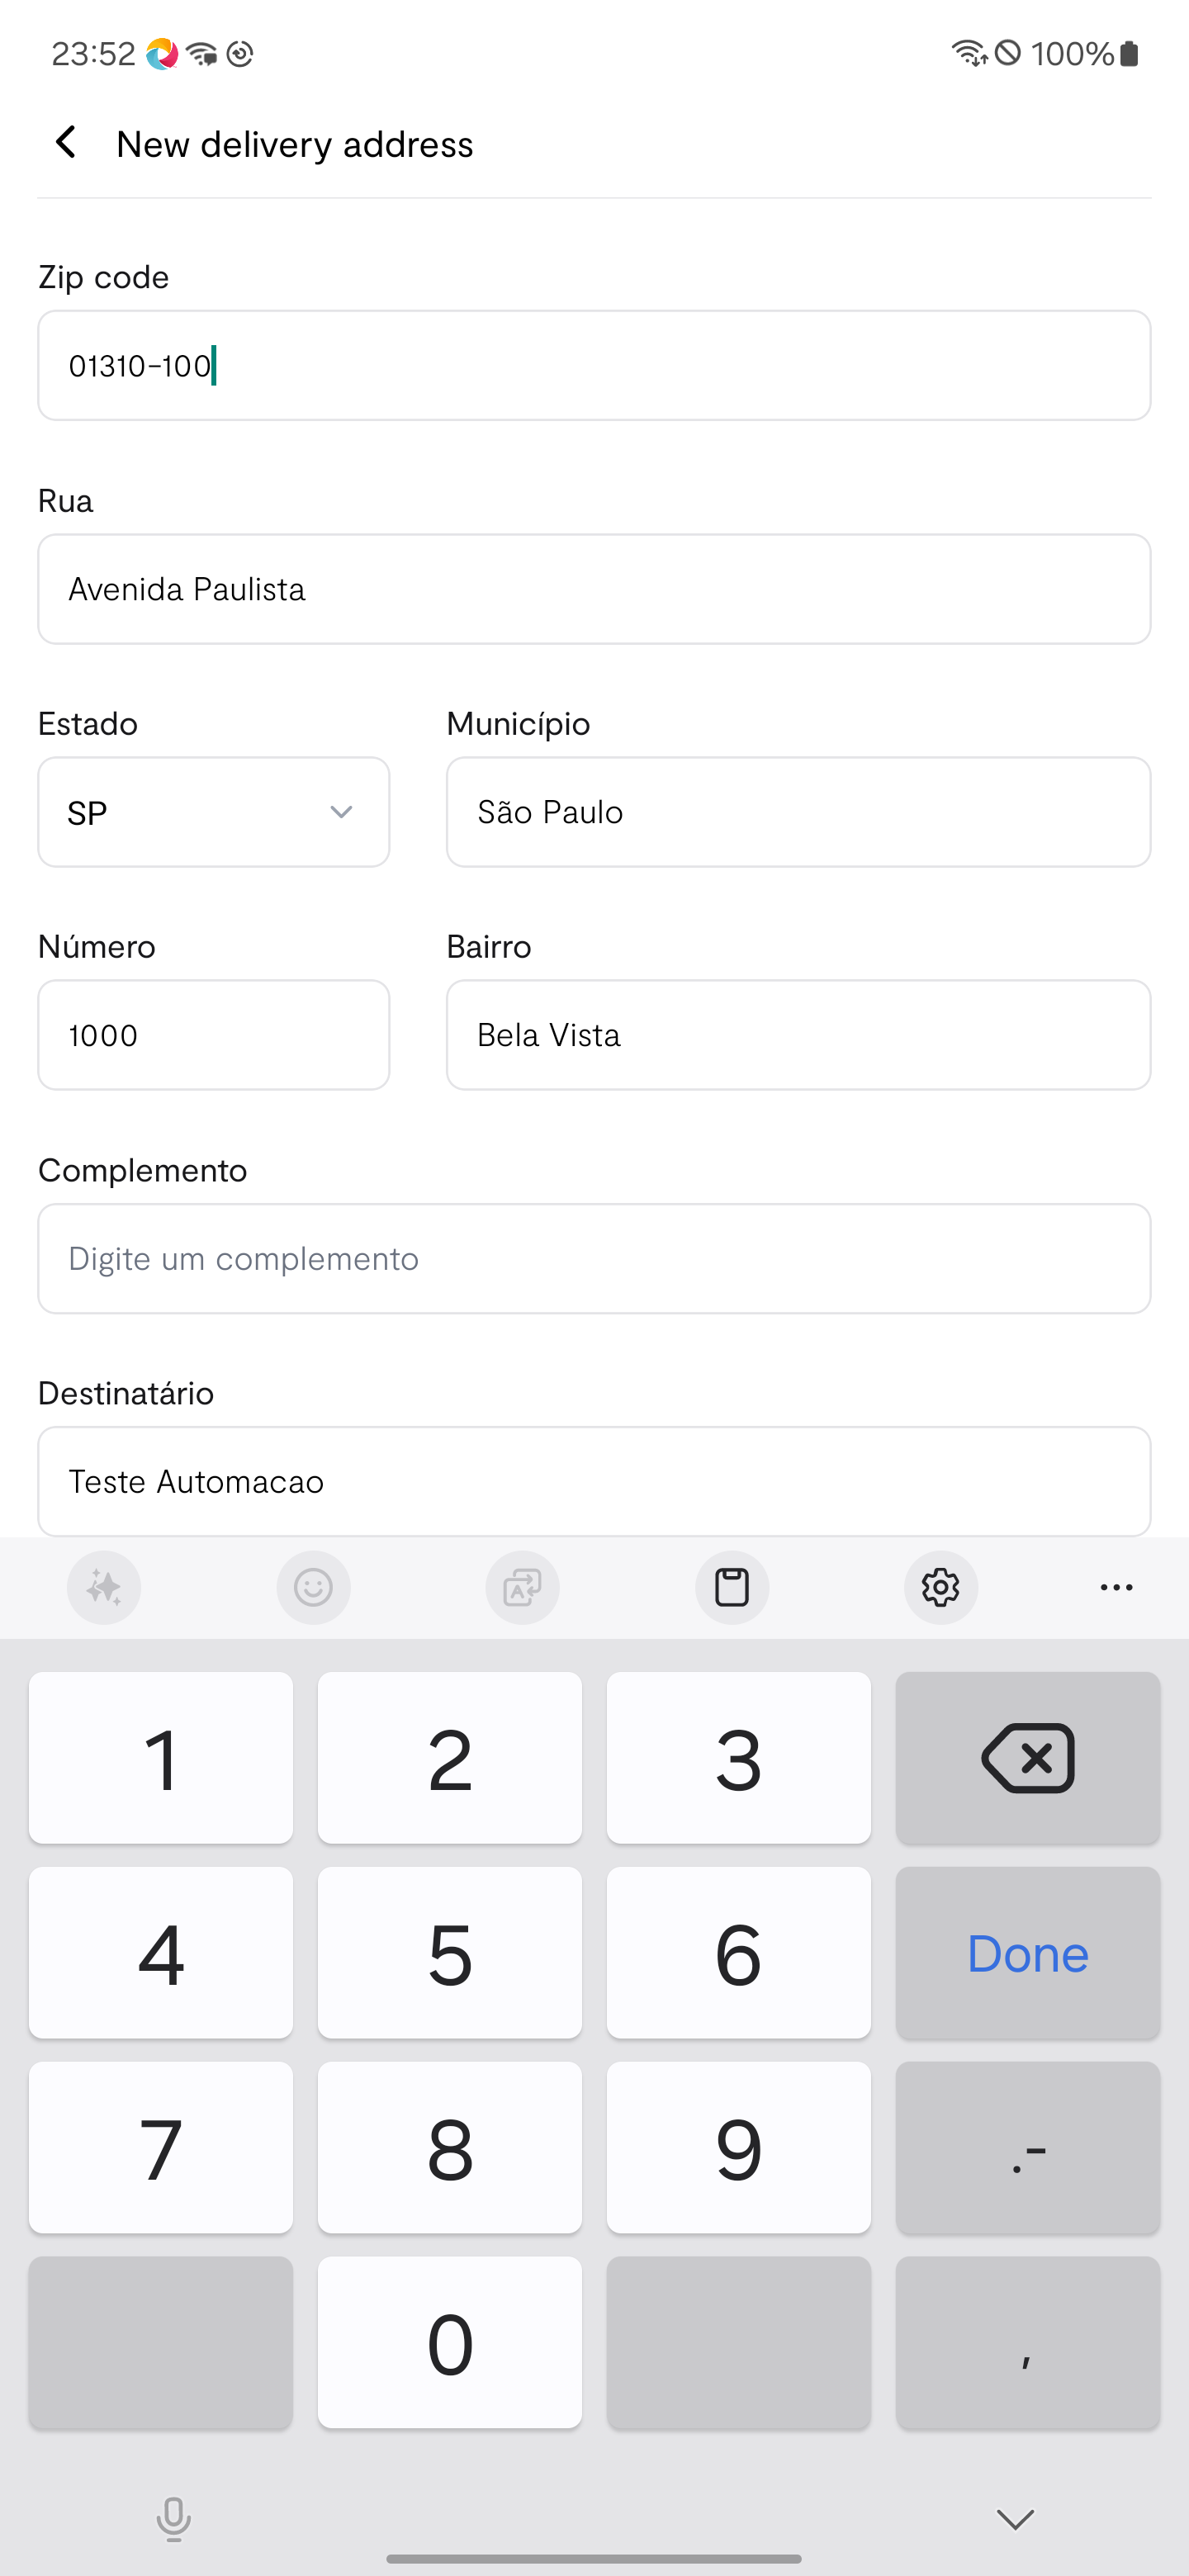 23:52 100%
New delivery address
Zip code
01310-100
Rua
Avenida Paulista
Estado Município
SP São Paulo
Número Bairro
1000 Bela Vista
Complemento
Digite um complemento
Destinatário
Teste Automacao
1 2 3
4 5 6 Done
7 8 9 .-
0 ,